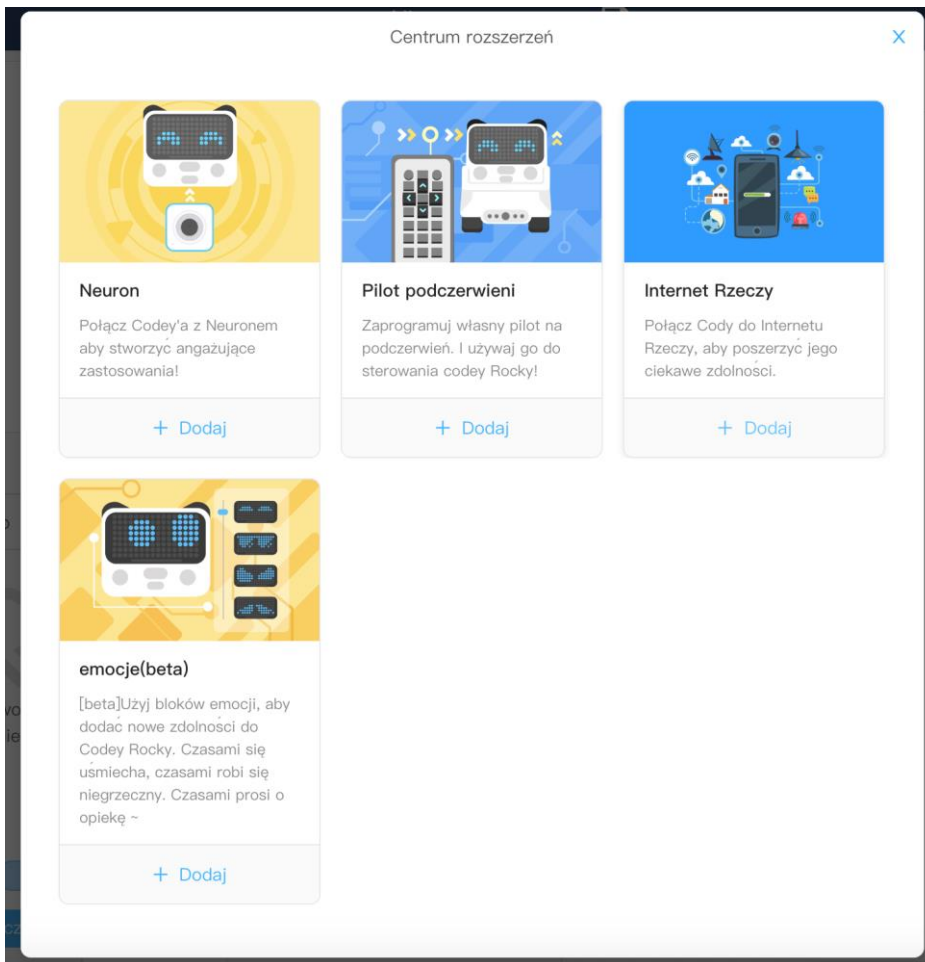 Centrum rozszerzeń
X
Neuron
Połącz Codey'a z Neuronem
aby stworzyć angażujące
zastosowania!
+ Dodaj
Pilot podczerwieni
Zaprogramuj własny pilot na
podczerwień. I używaj go do
sterowania codey Rocky!
+ Dodaj
Internet Rzeczy
Połącz Cody do Internetu
Rzeczy, aby poszerzyć jego
ciekawe zdolności.
+ Dodaj
emocje(beta)
[beta]Użyj bloków emocji, aby
dodać nowe zdolności do
Codey Rocky. Czasami się
uśmiecha, czasami robi się
niegrzeczny. Czasami prosi o
opiekę ~
+ Dodaj